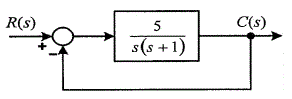 R(s) 5 C(s)
+ − s(s+1)